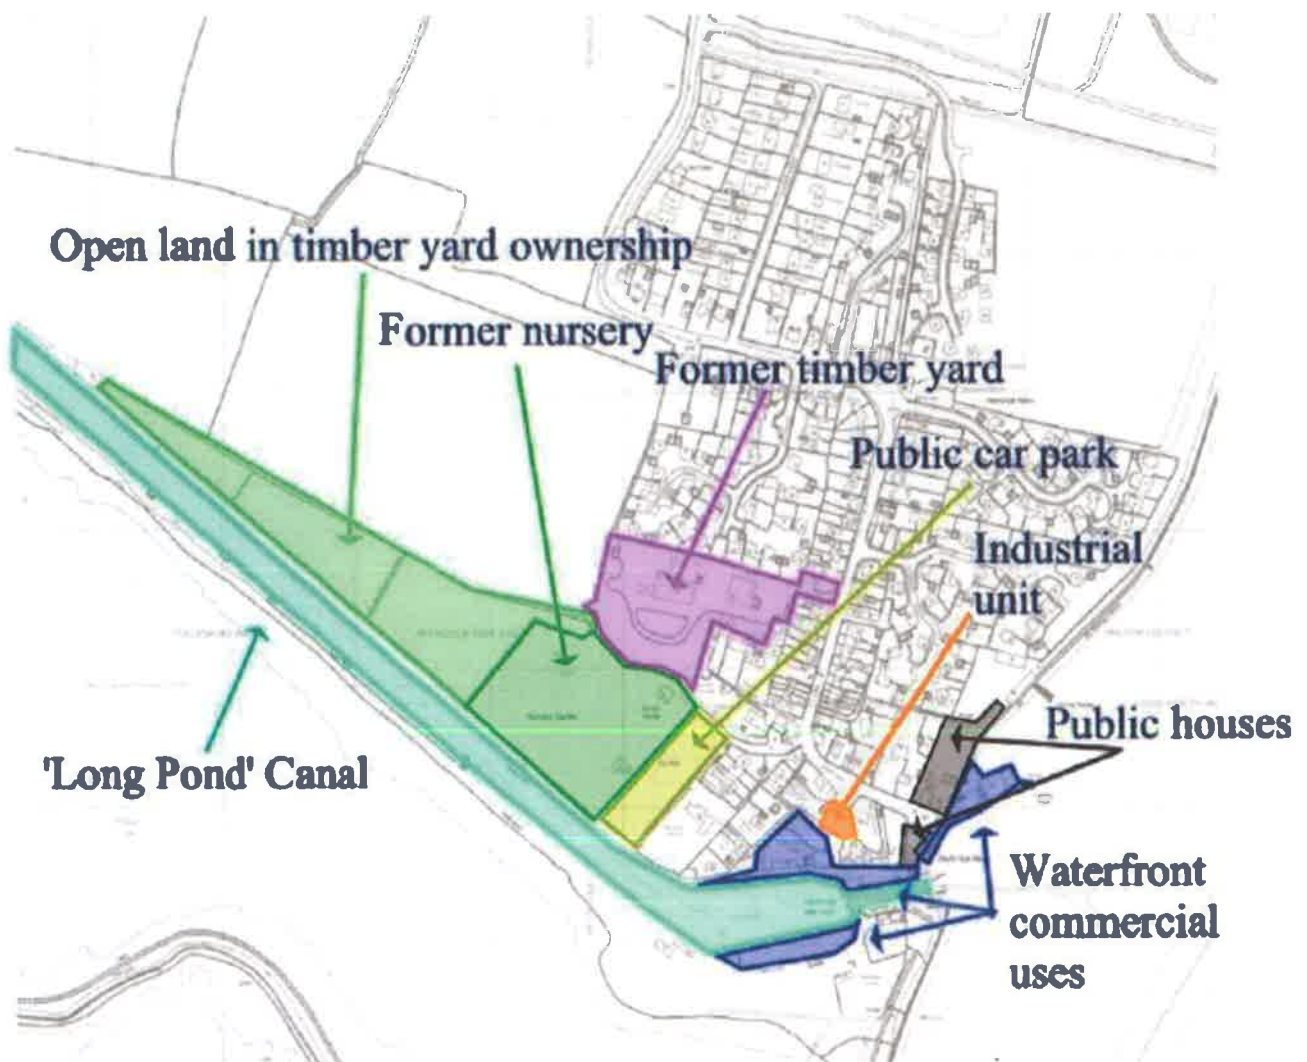 Open land in timber yard ownership
Former nursery
Former timber yard
Public car park
Industrial
unit
Public houses
'Long Pond' Canal
Waterfront
commercial
uses